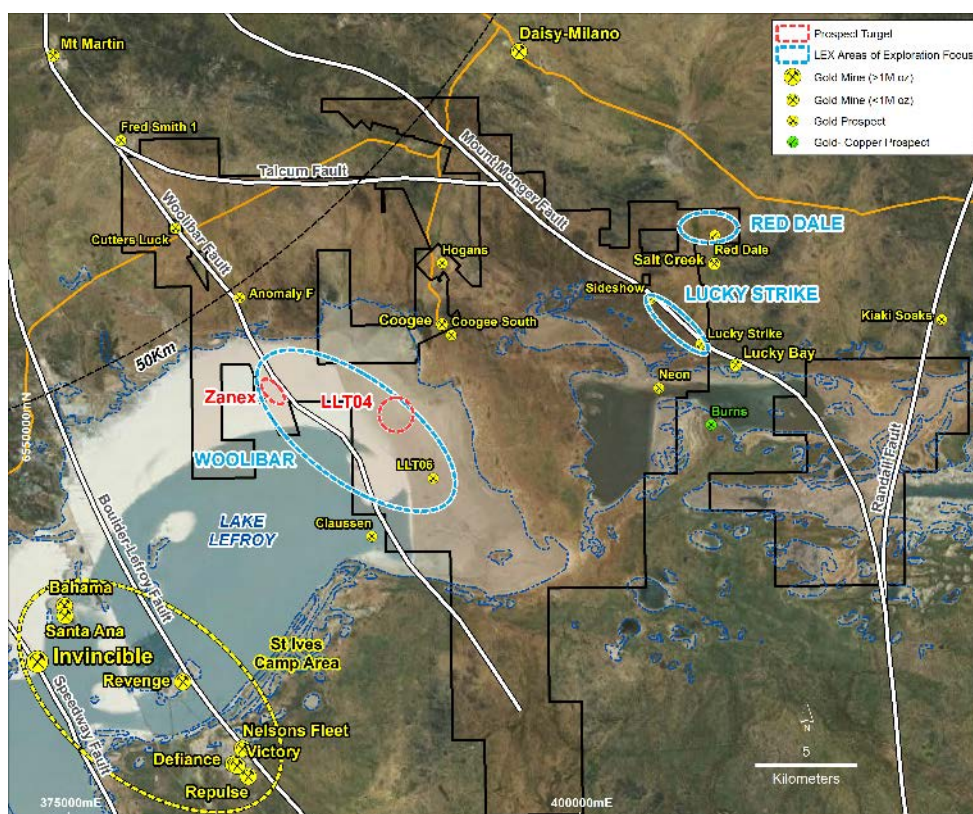 Mt Martin
Daisy-Milano
Prospect Target
LEX Areas of Exploration Focus
Gold Mine (>1M oz)
Gold Mine (<1M oz)
Gold Prospect
Gold- Copper Prospect
Fred Smith 1
Talcum Fault
Mount Monger Fault
Woolibar Fault
Cutters Luck
Hogans
RED DALE
Red Dale
Salt Creek
Sideshow
LUCKY STRIKE
Anomaly F
Coogee
Coogee South
Kiaki Soaks
Lucky Strike
Lucky Bay
50Km
Zanex
LLT04
Neon
Burns
6550000mN
WOOLIBAR
LLT06
Randall Fault
Boulder-Lefroy Fault
LAKE
LEFROY
Claussen
Bahama
Santa Ana
St Ives
Camp Area
Invincible
Revenge
Speedway Fault
Nelsons Fleet
Victory
Defiance
Repulse
N
5
Kilometers
375000mE
400000mE